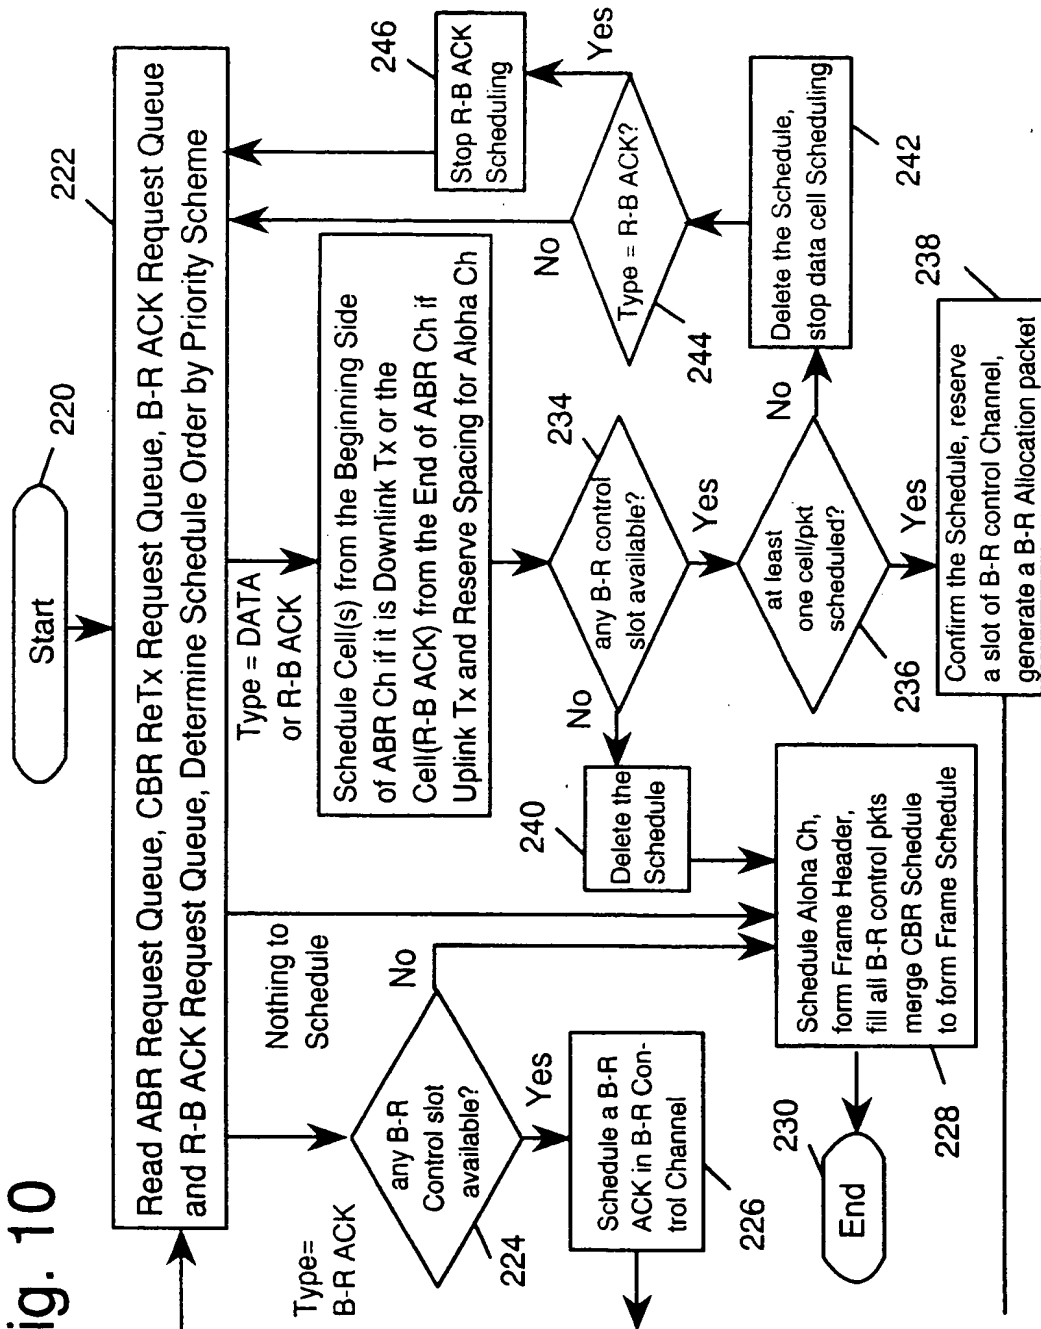 ig. 10
Start
220
222
Read ABR Request Queue, CBR ReTx Request Queue, B-R ACK Request Queue
and R-B ACK Request Queue, Determine Schedule Order by Priority Scheme
Type=
B-R ACK
any B-R
Control slot
available?
224
No
Yes
Schedule a B-R
ACK in B-R Con-
trol Channel
226
Nothing to
Schedule
Type = DATA
or R-B ACK
Schedule Cell(s) from the Beginning Side
of ABR Ch if it is Downlink Tx or the
Cell(R-B ACK) from the End of ABR Ch if
Uplink Tx and Reserve Spacing for Aloha Ch
any B-R control
slot available?
234
No
Yes
240
Delete the
Schedule
at least
one cell/pkt
scheduled?
236
No
Yes
Confirm the Schedule, reserve
a slot of B-R control Channel,
generate a B-R Allocation packet
238
Delete the Schedule,
stop data cell Scheduling
242
Type = R-B ACK?
244
No
Yes
Stop R-B ACK
Scheduling
246
Schedule Aloha Ch,
form Frame Header,
fill all B-R control pkts
merge CBR Schedule
to form Frame Schedule
228
End
230